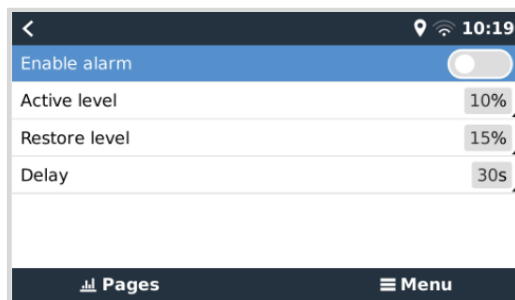 10:19
Enable alarm
Active level 10%
Restore level 15%
Delay 30s
Pages Menu